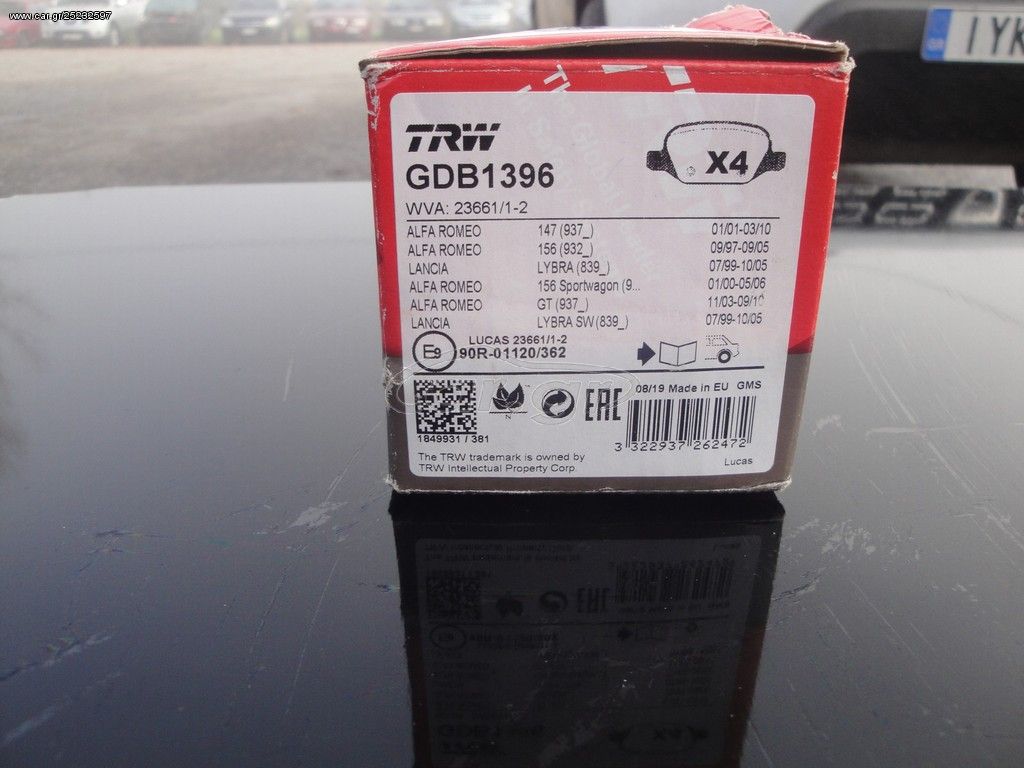 www.car.gr/25232597
IYK
TRW
GDB1396
X4
WVA: 23661/1-2
ALFA ROMEO 147 (937_) 01/01-03/10
ALFA ROMEO 156 (932_) 09/97-09/05
LANCIA LYBRA (839_) 07/99-10/05
ALFA ROMEO 156 Sportwagon (9... 01/00-05/06
ALFA ROMEO GT (937_) 11/03-09/10
LANCIA LYBRA SW (839_) 07/99-10/05
LUCAS 23661/1-2
E9 90R-01120/362
08/19 Made in EU GMS
EAC
1849931 / 381
3 322937 262472
The TRW trademark is owned by
TRW Intellectual Property Corp.
Lucas